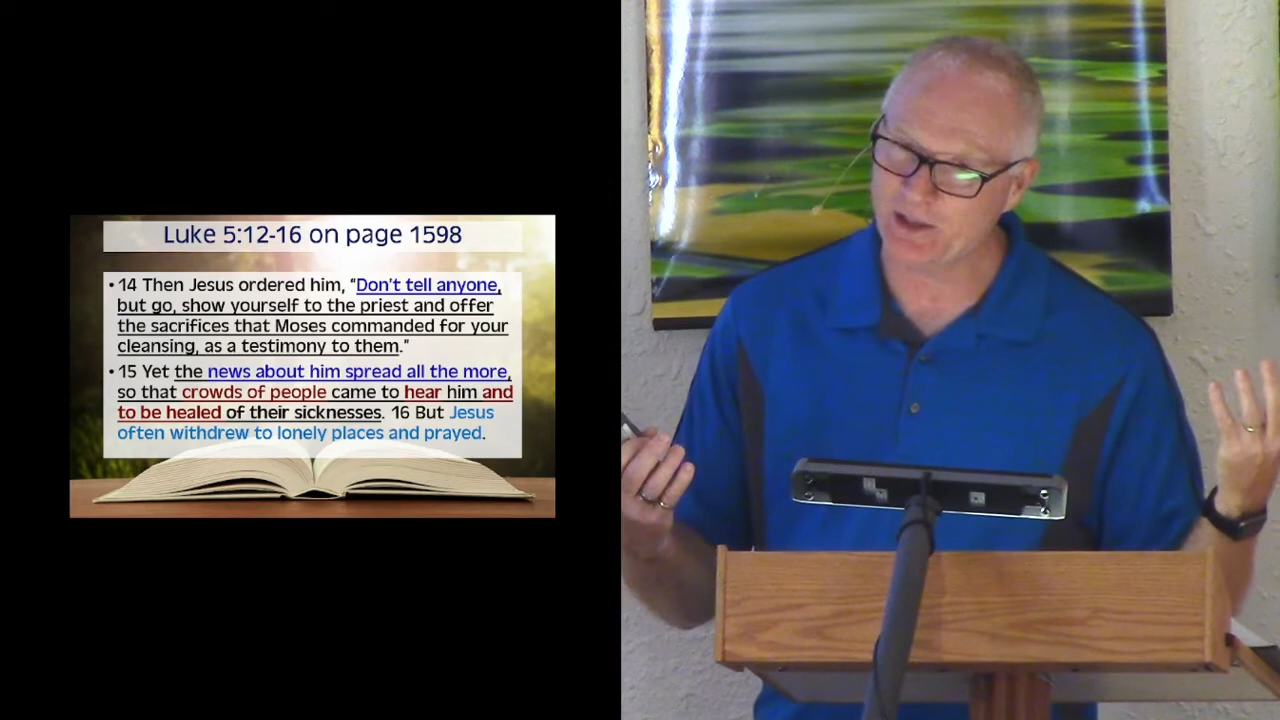 Luke 5:12-16 on page 1598
• 14 Then Jesus ordered him, “Don't tell anyone,
but go, show yourself to the priest and offer
the sacrifices that Moses commanded for your
cleansing, as a testimony to them.”
• 15 Yet the news about him spread all the more,
so that crowds of people came to hear him and
to be healed of their sicknesses. 16 But Jesus
often withdrew to lonely places and prayed.